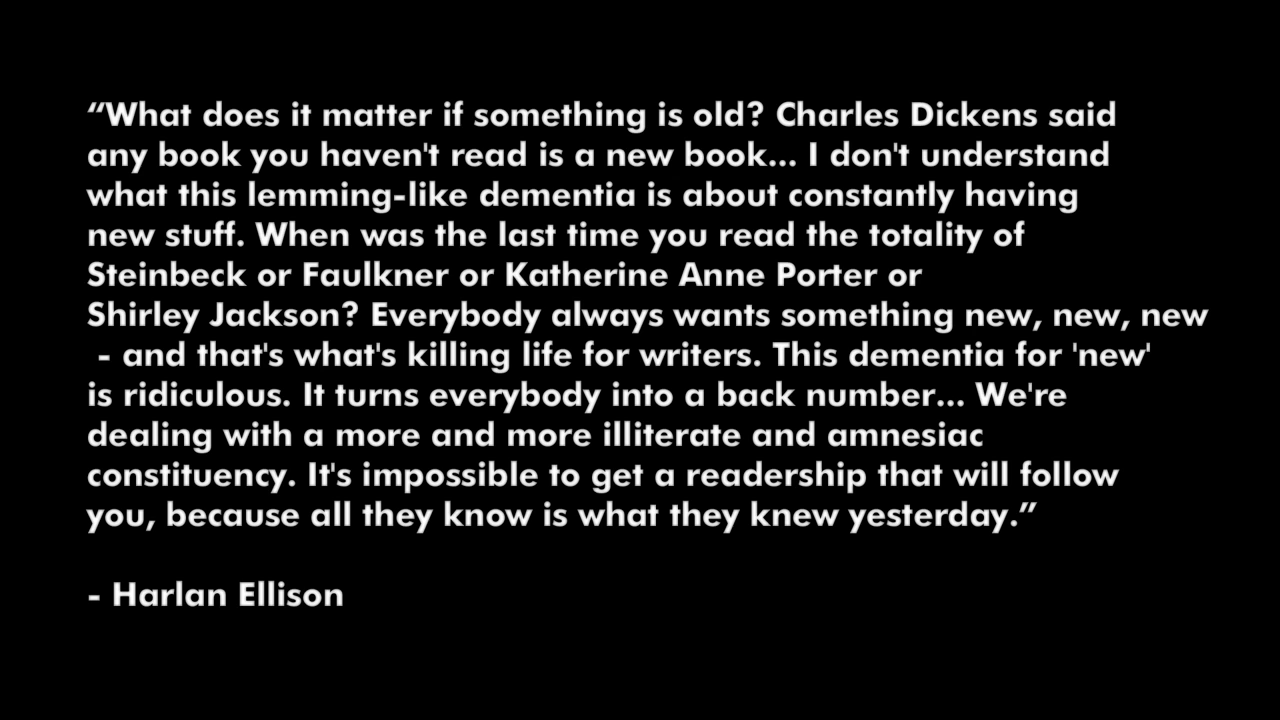 “What does it matter if something is old? Charles Dickens said
any book you haven't read is a new book... I don't understand
what this lemming-like dementia is about constantly having
new stuff. When was the last time you read the totality of
Steinbeck or Faulkner or Katherine Anne Porter or
Shirley Jackson? Everybody always wants something new, new, new
- and that's what's killing life for writers. This dementia for 'new'
is ridiculous. It turns everybody into a back number... We're
dealing with a more and more illiterate and amnesiac
constituency. It's impossible to get a readership that will follow
you, because all they know is what they knew yesterday.”
- Harlan Ellison